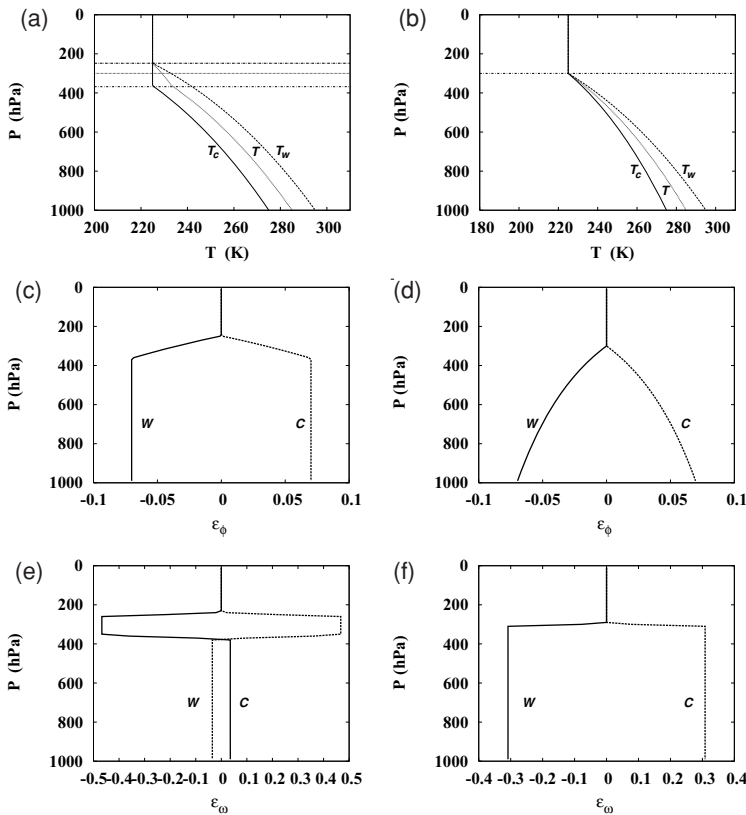 (a)
0
200
400
600
800
1000
P (hPa)
T_c
T
T_w
200 220 240 260 280 300
T (K)
(b)
0
200
400
600
800
1000
P (hPa)
T_c
T
T_w
180 200 220 240 260 280 300
T (K)
(c)
0
200
400
600
800
1000
P (hPa)
W
C
-0.1 -0.05 0 0.05 0.1
ε_ϕ
(d)
0
200
400
600
800
1000
P (hPa)
W
C
-0.1 -0.05 0 0.05 0.1
ε_ϕ
(e)
0
200
400
600
800
1000
P (hPa)
W
C
-0.5-0.4-0.3-0.2-0.1 0 0.1 0.2 0.3 0.4 0.5
ε_ω
(f)
0
200
400
600
800
1000
P (hPa)
W
C
-0.4 -0.3 -0.2 -0.1 0 0.1 0.2 0.3 0.4
ε_ω